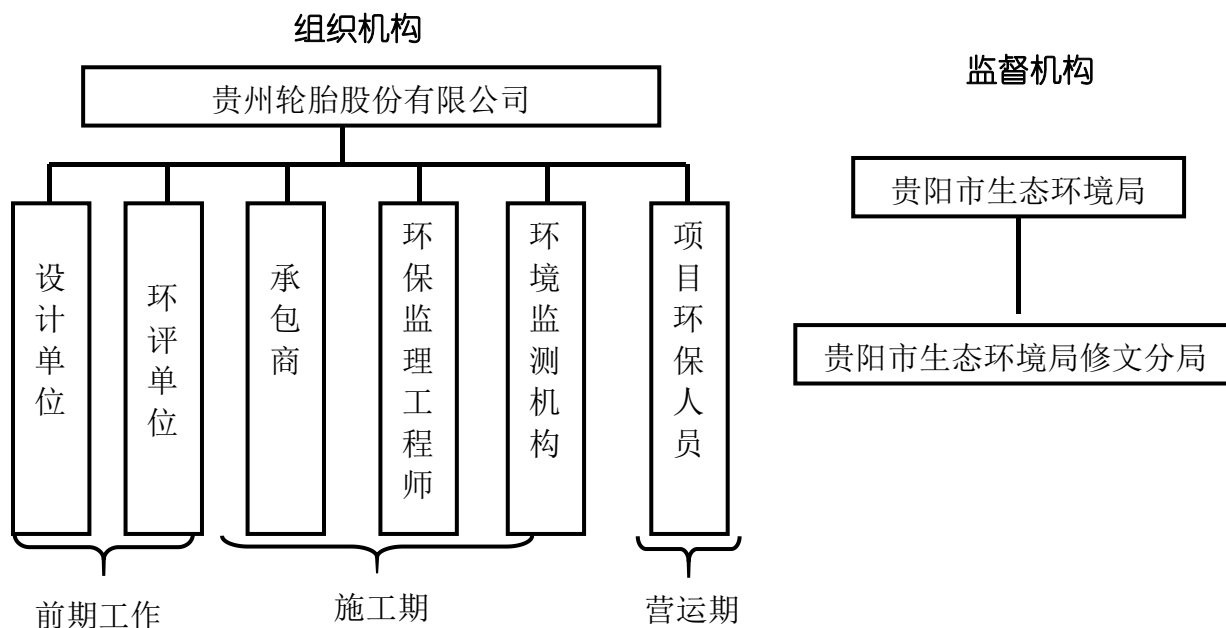 组织机构
监督机构
贵州轮胎股份有限公司
贵阳市生态环境局
贵阳市生态环境局修文分局
设计单位
环评单位
承包商
环保监理工程师
环境监测机构
项目环保人员
前期工作
施工期
营运期